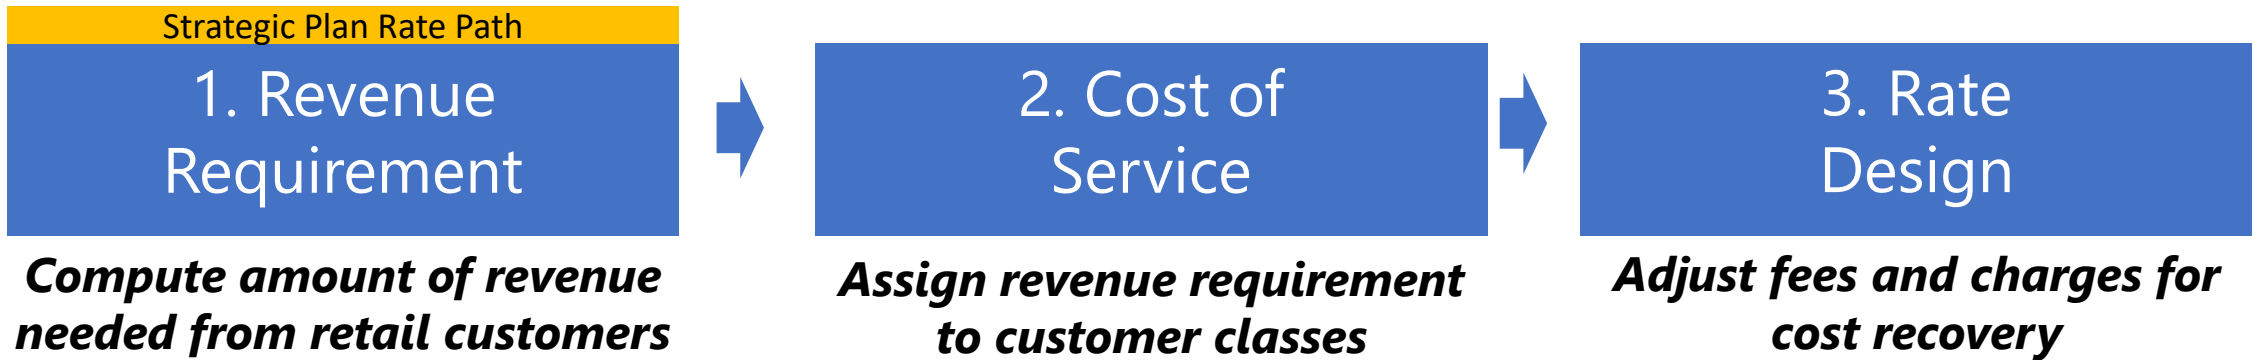 Strategic Plan Rate Path
1. Revenue
Requirement
Compute amount of revenue
needed from retail customers
2. Cost of
Service
Assign revenue requirement
to customer classes
3. Rate
Design
Adjust fees and charges for
cost recovery